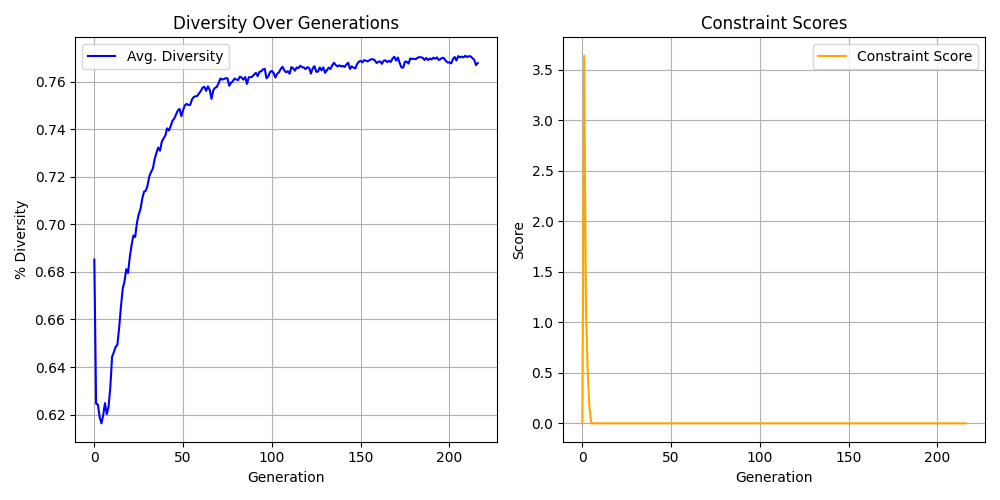 Diversity Over Generations
Avg. Diversity
% Diversity
0.76
0.74
0.72
0.70
0.68
0.66
0.64
0.62
0 50 100 150 200
Generation
Constraint Scores
Constraint Score
Score
3.5
3.0
2.5
2.0
1.5
1.0
0.5
0.0
0 50 100 150 200
Generation